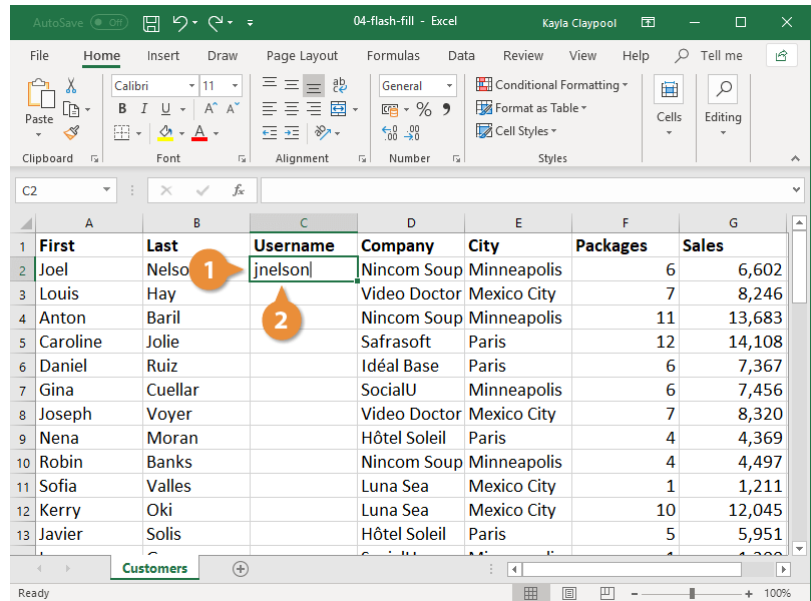 AutoSave Off 04-flash-fill - Excel Kayla Claypool
File Home Insert Draw Page Layout Formulas Data Review View Help Tell me
Calibri 11 ab General Conditional Formatting
Paste B I U A A % 9 Format as Table Cells Editing
A .00 .00 Cell Styles
Clipboard Font Alignment Number Styles
C2 fx
A B C D E F G
1 First Last Username Company City Packages Sales
2 Joel Nelso 1 jnelson Nincom Soup Minneapolis 6 6,602
3 Louis Hay Video Doctor Mexico City 7 8,246
4 Anton Baril 2 Nincom Soup Minneapolis 11 13,683
5 Caroline Jolie Safrasoft Paris 12 14,108
6 Daniel Ruiz Idéal Base Paris 6 7,367
7 Gina Cuellar SocialU Minneapolis 6 7,456
8 Joseph Voyer Video Doctor Mexico City 7 8,320
9 Nena Moran Hôtel Soleil Paris 4 4,369
10 Robin Banks Nincom Soup Minneapolis 4 4,497
11 Sofia Valles Luna Sea Mexico City 1 1,211
12 Kerry Oki Luna Sea Mexico City 10 12,045
13 Javier Solis Hôtel Soleil Paris 5 5,951
Customers
Ready 100%